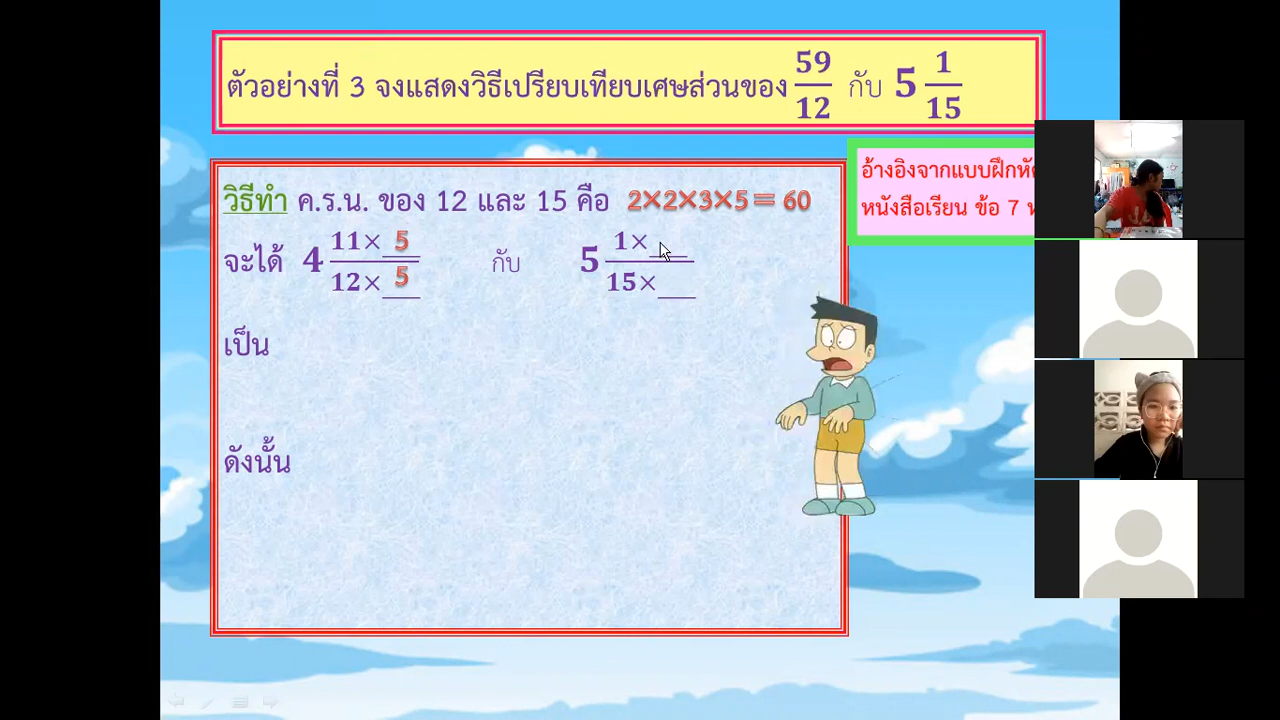 ตัวอย่างที่ 3 จงแสดงวิธีเปรียบเทียบเศษส่วนของ 59/12 กับ 5 1/15
อ้างอิงจากแบบฝึกหั
หนังสือเรียน ข้อ 7
วิธีทำ ค.ร.น. ของ 12 และ 15 คือ 2×2×3×5=60
จะได้ 4 11×5/12×5 กับ 5 1×__/15×__
เป็น
ดังนั้น